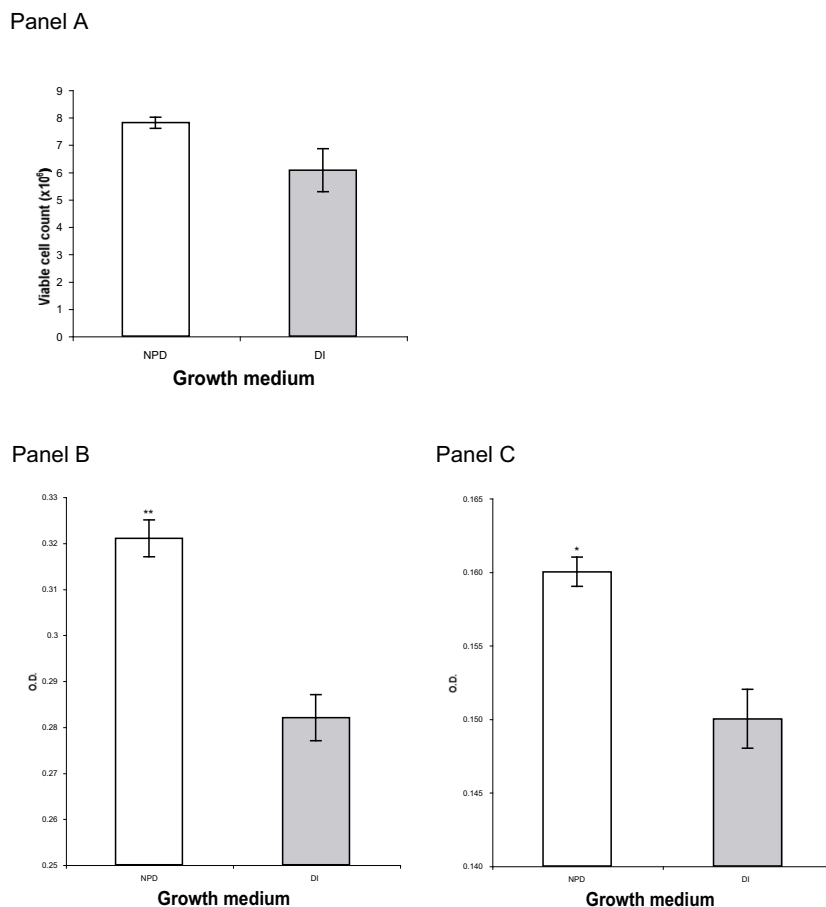 Panel A
9
8
7
6
5
4
3
2
1
0
Viable cell count (x10⁶)
NPD DI
Growth medium
Panel B
0.33
0.32
0.31
0.3
0.29
0.28
0.27
0.26
0.25
O.D.
**
NPD DI
Growth medium
Panel C
0.165
0.160
0.155
0.150
0.145
0.140
O.D.
*
NPD DI
Growth medium